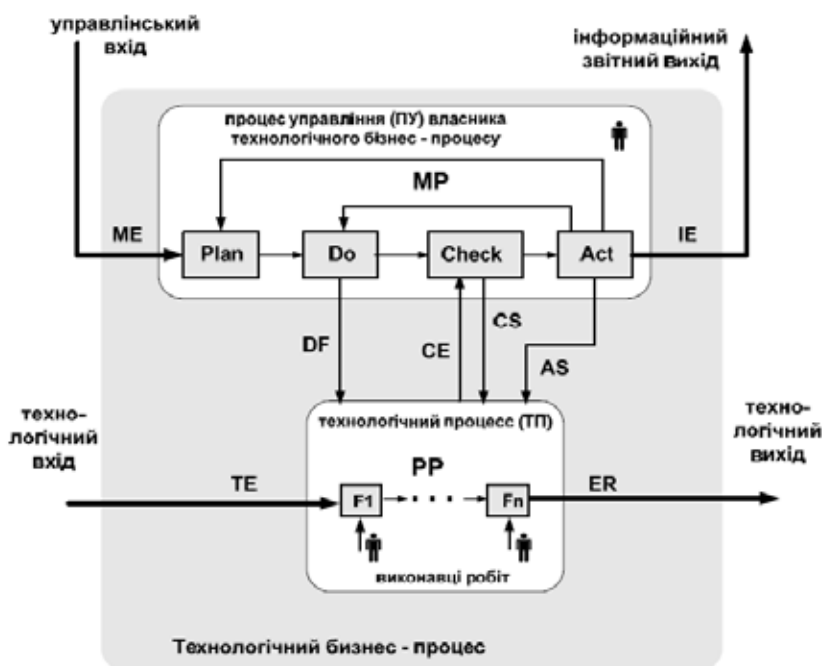 управлінський
вхід
інформаційний
звітний вихід
процес управління (ПУ) власника
технологічного бізнес - процесу
MP
ME
Plan
Do
Check
Act
IE
DF
CE
CS
AS
техно-
логічний
вхід
технологічний процесс (ТП)
техно-
логічний
вихід
PP
TE
F1
Fn
ER
виконавці робіт
Технологічний бизнес - процес